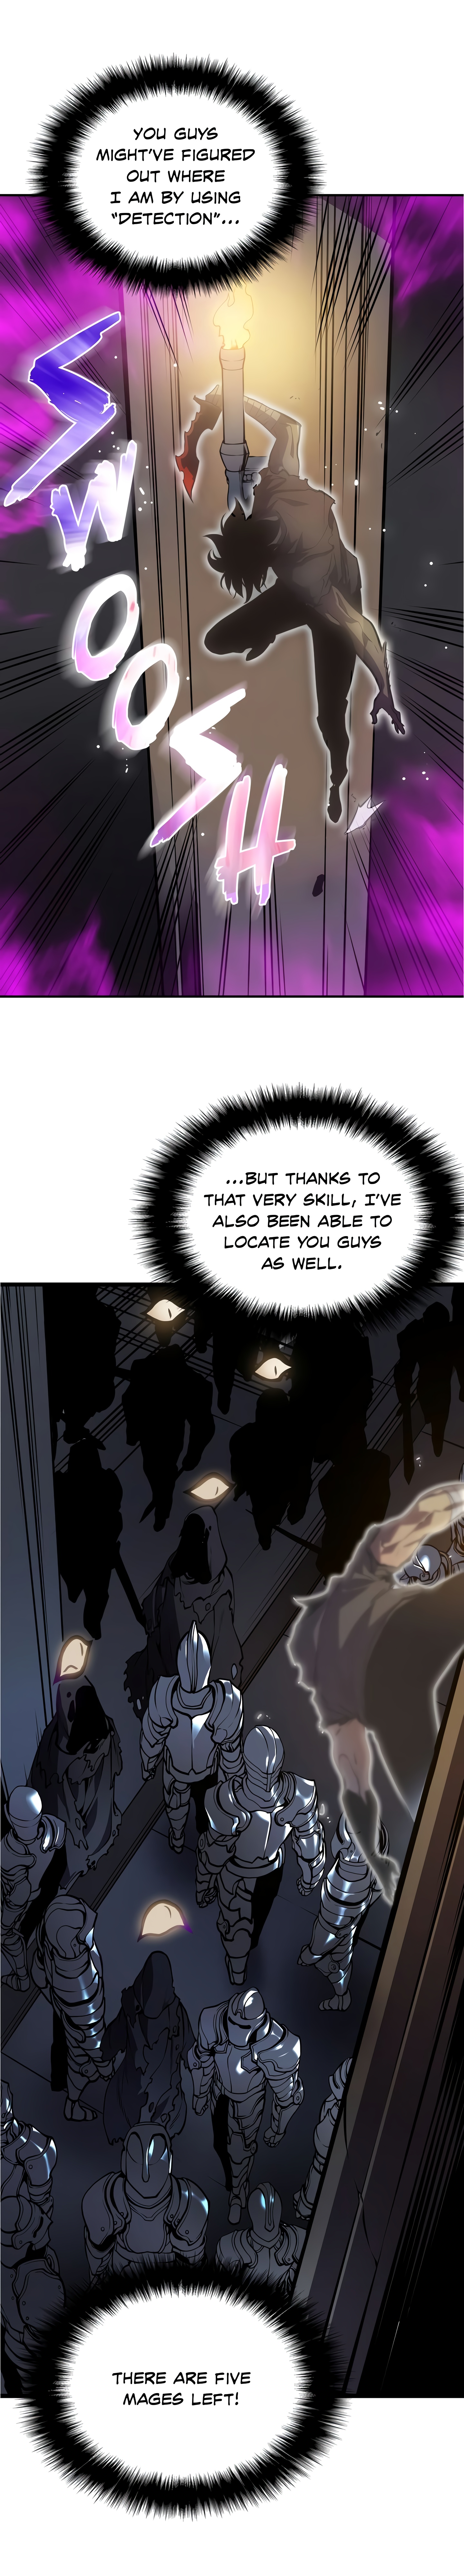 YOU GUYS
MIGHT'VE FIGURED
OUT WHERE
I AM BY USING
"DETECTION"...
SWOOSH
...BUT THANKS TO
THAT VERY SKILL, I'VE
ALSO BEEN ABLE TO
LOCATE YOU GUYS
AS WELL.
THERE ARE FIVE
MAGES LEFT!